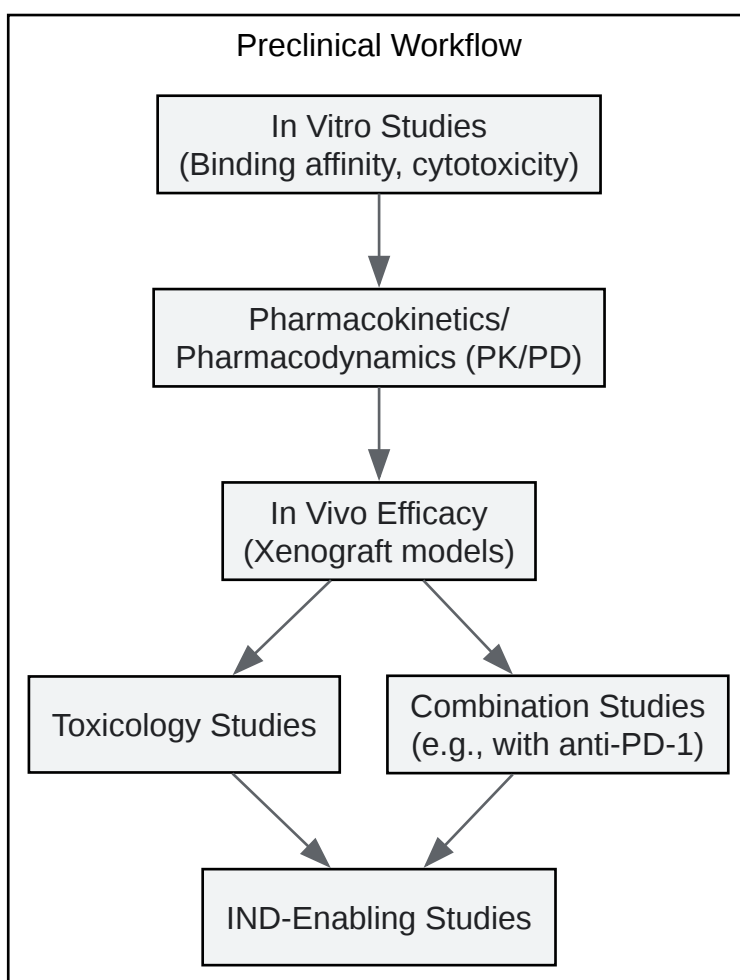 Preclinical Workflow
In Vitro Studies
(Binding affinity, cytotoxicity)
Pharmacokinetics/
Pharmacodynamics (PK/PD)
In Vivo Efficacy
(Xenograft models)
Toxicology Studies
Combination Studies
(e.g., with anti-PD-1)
IND-Enabling Studies